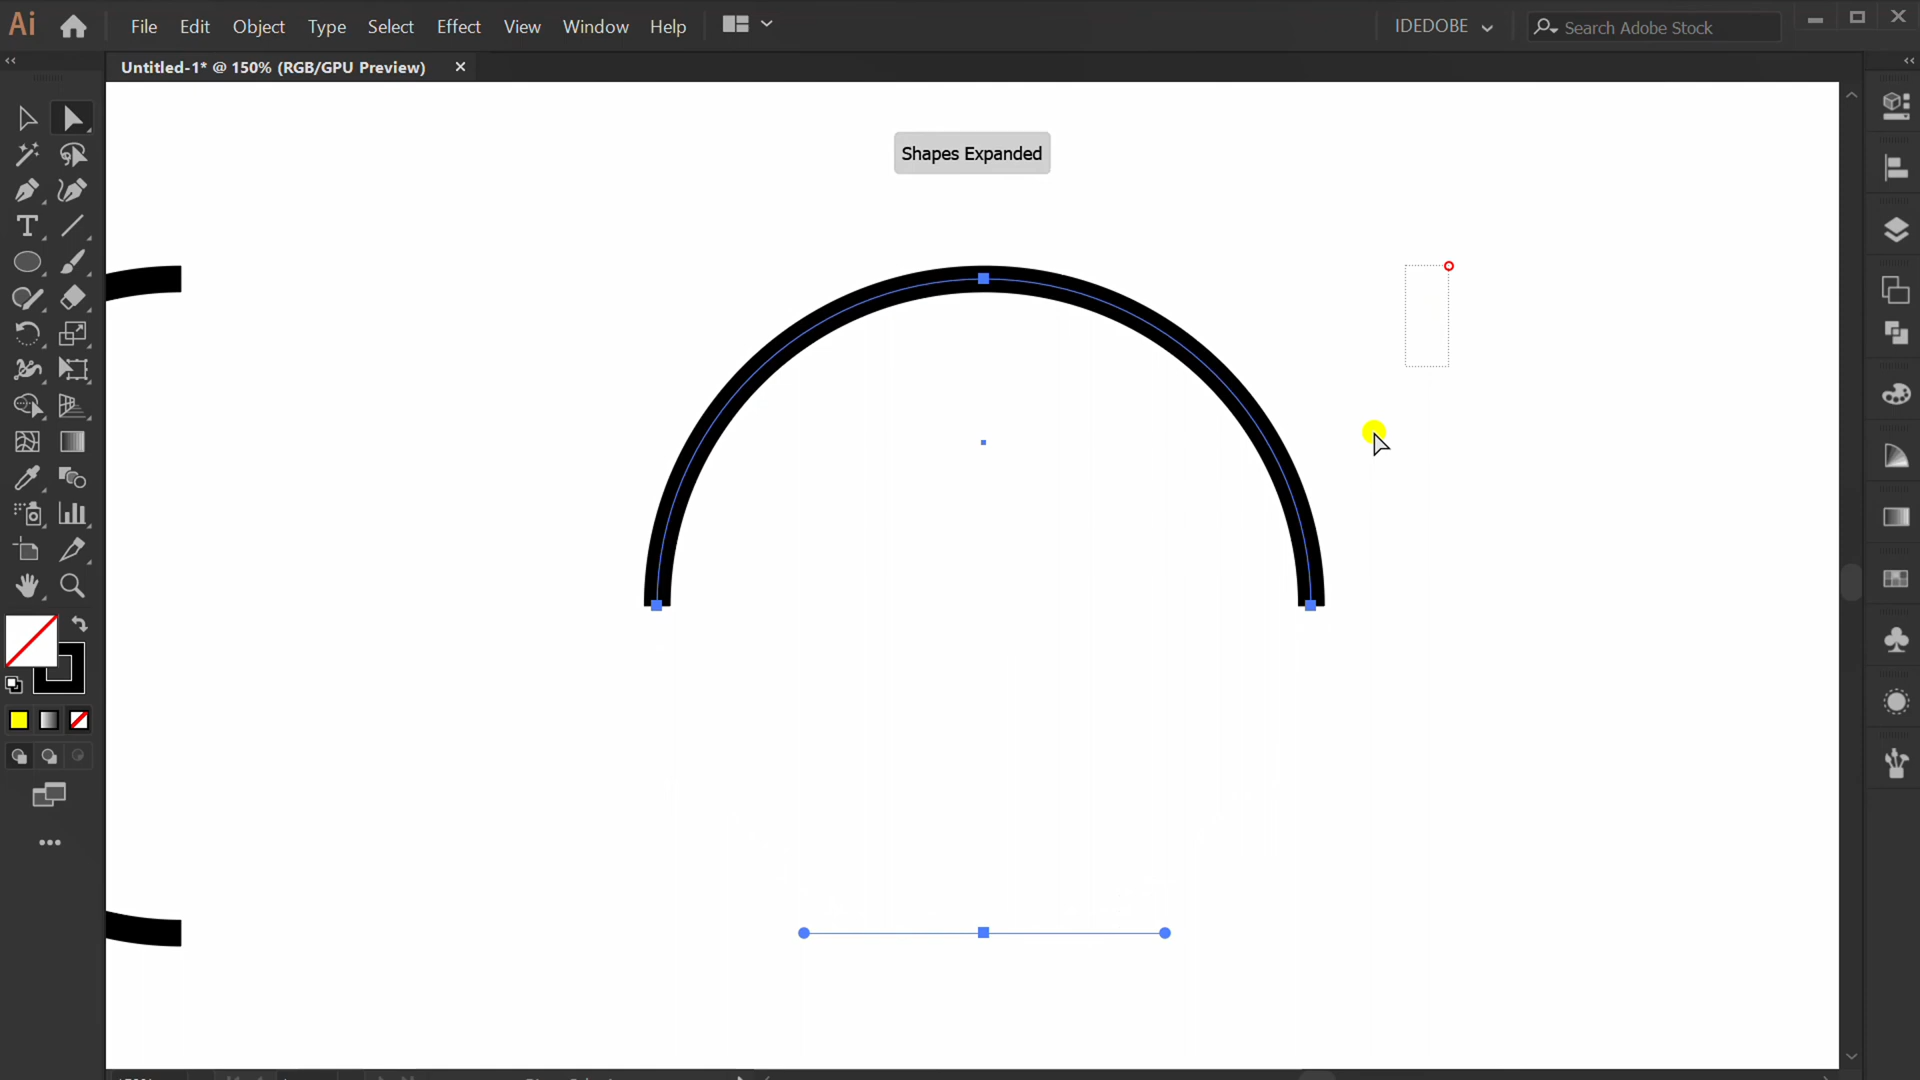 Ai File Edit Object Type Select Effect View Window Help IDEDOBE Search Adobe Stock
Untitled-1* @ 150% (RGB/GPU Preview)
Shapes Expanded